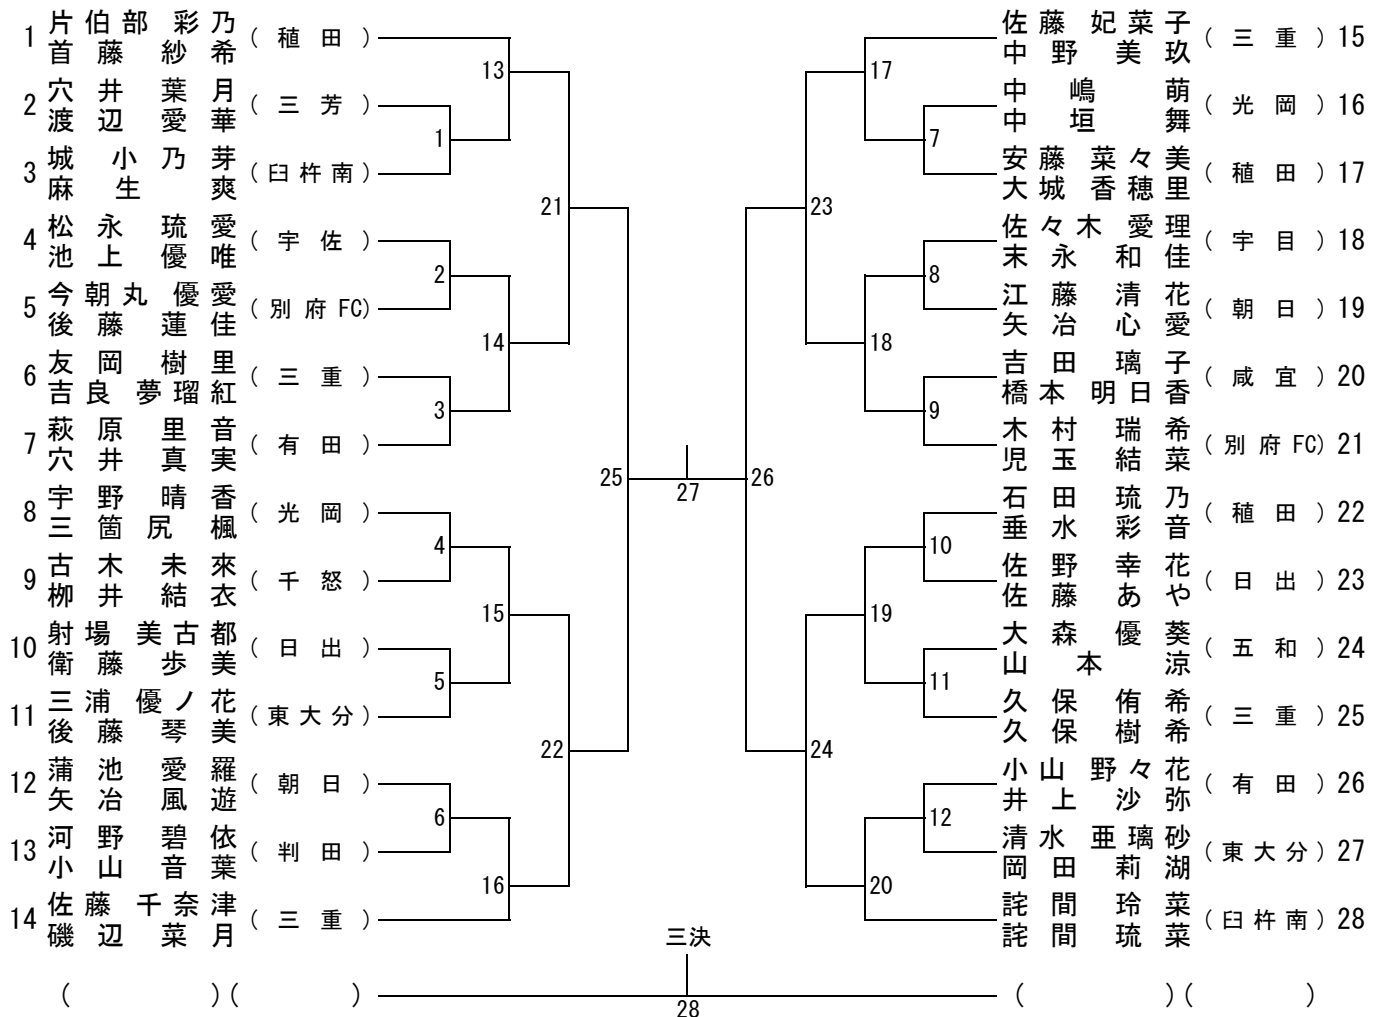 1 片伯部 彩乃 (稙田)
首藤 紗希
2 穴井 葉月 (三芳)
渡辺 愛華
3 城 小乃芽 (臼杵南)
麻生 爽
4 松永 琉愛 (宇佐)
池上 優唯
5 今朝丸 優愛 (別府FC)
後藤 蓮佳
6 友岡 樹里 (三重)
吉良 夢瑠紅
7 萩原 里音 (有田)
穴井 真実
8 宇野 晴香 (光岡)
三箇尻 楓
9 古木 未來 (千怒)
栁井 結衣
10 射場 美古都 (日出)
衛藤 歩美
11 三浦 優ノ花 (東大分)
後藤 琴美
12 蒲池 愛羅 (朝日)
矢冶 風遊
13 河野 碧依 (判田)
小山 音葉
14 佐藤 千奈津 (三重)
磯辺 菜月
( )( )
1
2
3
4
5
6
13
14
15
16
21
22
25
27
26
23
24
17
18
19
20
7
8
9
10
11
12
三決
28
佐藤 妃菜子 (三重) 15
中野 美玖
中嶋 萌 (光岡) 16
中垣 舞
安藤 菜々美 (稙田) 17
大城 香穂里
佐々木 愛理 (宇目) 18
末永 和佳
江藤 清花 (朝日) 19
矢冶 心愛
吉田 璃子 (咸宜) 20
橋本 明日香
木村 瑞希 (別府FC) 21
児玉 結菜
石田 琉乃 (稙田) 22
垂水 彩音
佐野 幸花 (日出) 23
佐藤 あや
大森 優葵 (五和) 24
山本 涼
久保 侑希 (三重) 25
久保 樹希
小山 野々花 (有田) 26
井上 沙弥
清水 亜璃砂 (東大分) 27
岡田 莉湖
詫間 玲菜 (臼杵南) 28
詫間 琉菜
( )( )